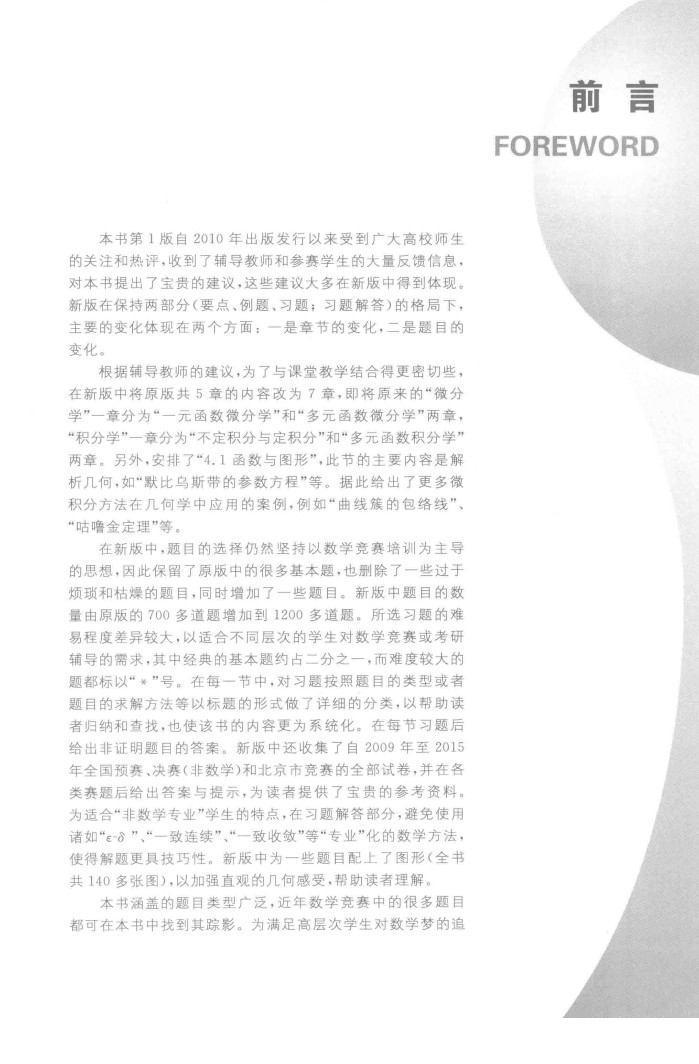 前言
FOREWORD
本书第 1 版自 2010 年出版发行以来受到广大高校师生
的关注和热评,收到了辅导教师和参赛学生的大量反馈信息,
对本书提出了宝贵的建议,这些建议大多在新版中得到体现。
新版在保持两部分(要点、例题、习题；习题解答)的格局下,
主要的变化体现在两个方面：一是章节的变化,二是题目的
变化。
根据辅导教师的建议,为了与课堂教学结合得更密切些,
在新版中将原版共 5 章的内容改为 7 章,即将原来的“微分
学”一章分为“一元函数微分学”和“多元函数微分学”两章,
“积分学”一章分为“不定积分与定积分”和“多元函数积分学”
两章。另外,安排了“4.1 函数与图形”,此节的主要内容是解
析几何,如“默比乌斯带的参数方程”等。据此给出了更多微
积分方法在几何学中应用的案例,例如“曲线簇的包络线”、
“咕噜金定理”等。
在新版中,题目的选择仍然坚持以数学竞赛培训为主导
的思想,因此保留了原版中的很多基本题,也删除了一些过于
烦琐和枯燥的题目,同时增加了一些题目。新版中题目的数
量由原版的 700 多道题增加到 1200 多道题。所选习题的难
易程度差异较大,以适合不同层次的学生对数学竞赛或考研
辅导的需求,其中经典的基本题约占二分之一,而难度较大的
题都标以“*”号。在每一节中,对习题按照题目的类型或者
题目的求解方法等以标题的形式做了详细的分类,以帮助读
者归纳和查找,也使该书的内容更为系统化。在每节习题后
给出非证明题目的答案。新版中还收集了自 2009 年至 2015
年全国预赛、决赛(非数学)和北京市竞赛的全部试卷,并在各
类赛题后给出答案与提示,为读者提供了宝贵的参考资料。
为适合“非数学专业”学生的特点,在习题解答部分,避免使用
诸如“ε-δ”、“一致连续”、“一致收敛”等“专业”化的数学方法,
使得解题更具技巧性。新版中为一些题目配上了图形(全书
共 140 多张图),以加强直观的几何感受,帮助读者理解。
本书涵盖的题目类型广泛,近年数学竞赛中的很多题目
都可在本书中找到其踪影。为满足高层次学生对数学梦的追